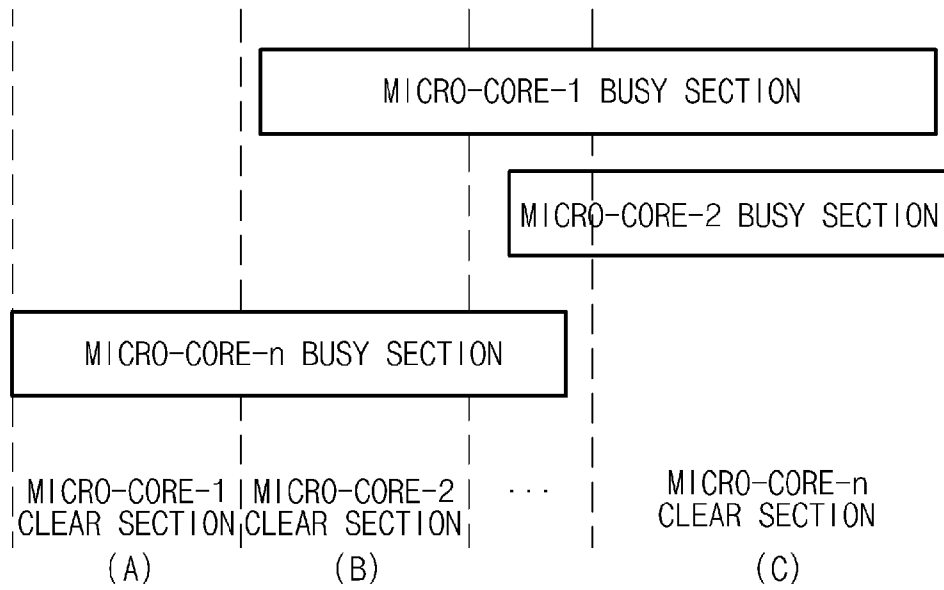 MICRO-CORE-1 BUSY SECTION
MICRO-CORE-2 BUSY SECTION
MICRO-CORE-n BUSY SECTION
MICRO-CORE-1
CLEAR SECTION
(A)
MICRO-CORE-2
CLEAR SECTION
(B)
...
MICRO-CORE-n
CLEAR SECTION
(C)